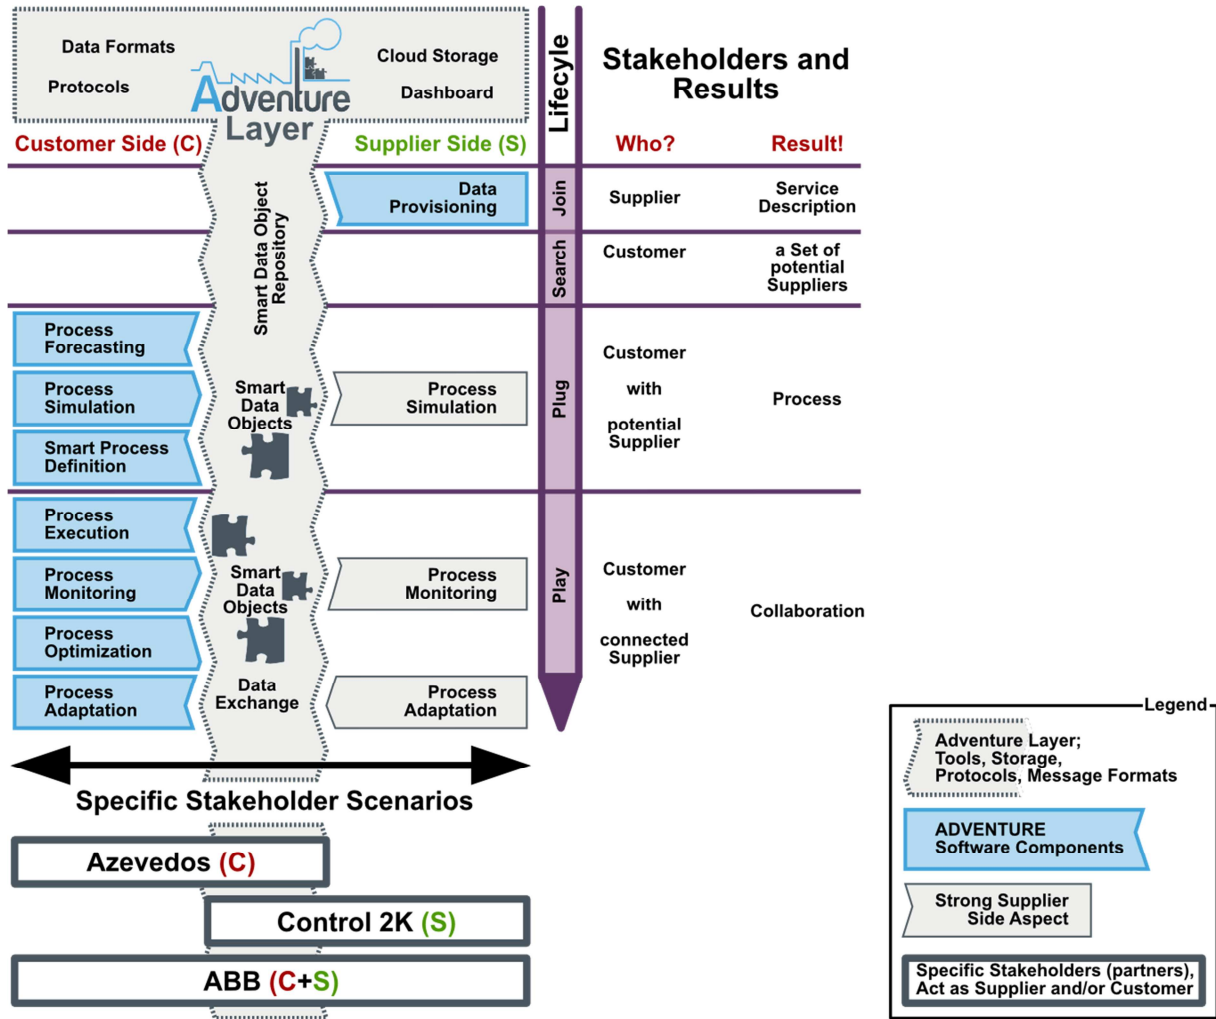 Data Formats
Protocols
Adventure
Layer
Cloud Storage
Dashboard
Lifecyle
Stakeholders and
Results
Customer Side (C)
Supplier Side (S)
Who?
Result!
Smart Data Object
Repository
Data
Provisioning
Join
Supplier
Service
Description
Search
Customer
a Set of
potential
Suppliers
Process
Forecasting
Process
Simulation
Smart Process
Definition
Smart
Data
Objects
Process
Simulation
Plug
Customer
with
potential
Supplier
Process
Process
Execution
Process
Monitoring
Process
Optimization
Process
Adaptation
Smart
Data
Objects
Data
Exchange
Process
Monitoring
Process
Adaptation
Play
Customer
with
connected
Supplier
Collaboration
Specific Stakeholder Scenarios
Azevedos (C)
Control 2K (S)
ABB (C+S)
Legend
Adventure Layer;
Tools, Storage,
Protocols, Message Formats
ADVENTURE
Software Components
Strong Supplier
Side Aspect
Specific Stakeholders (partners),
Act as Supplier and/or Customer